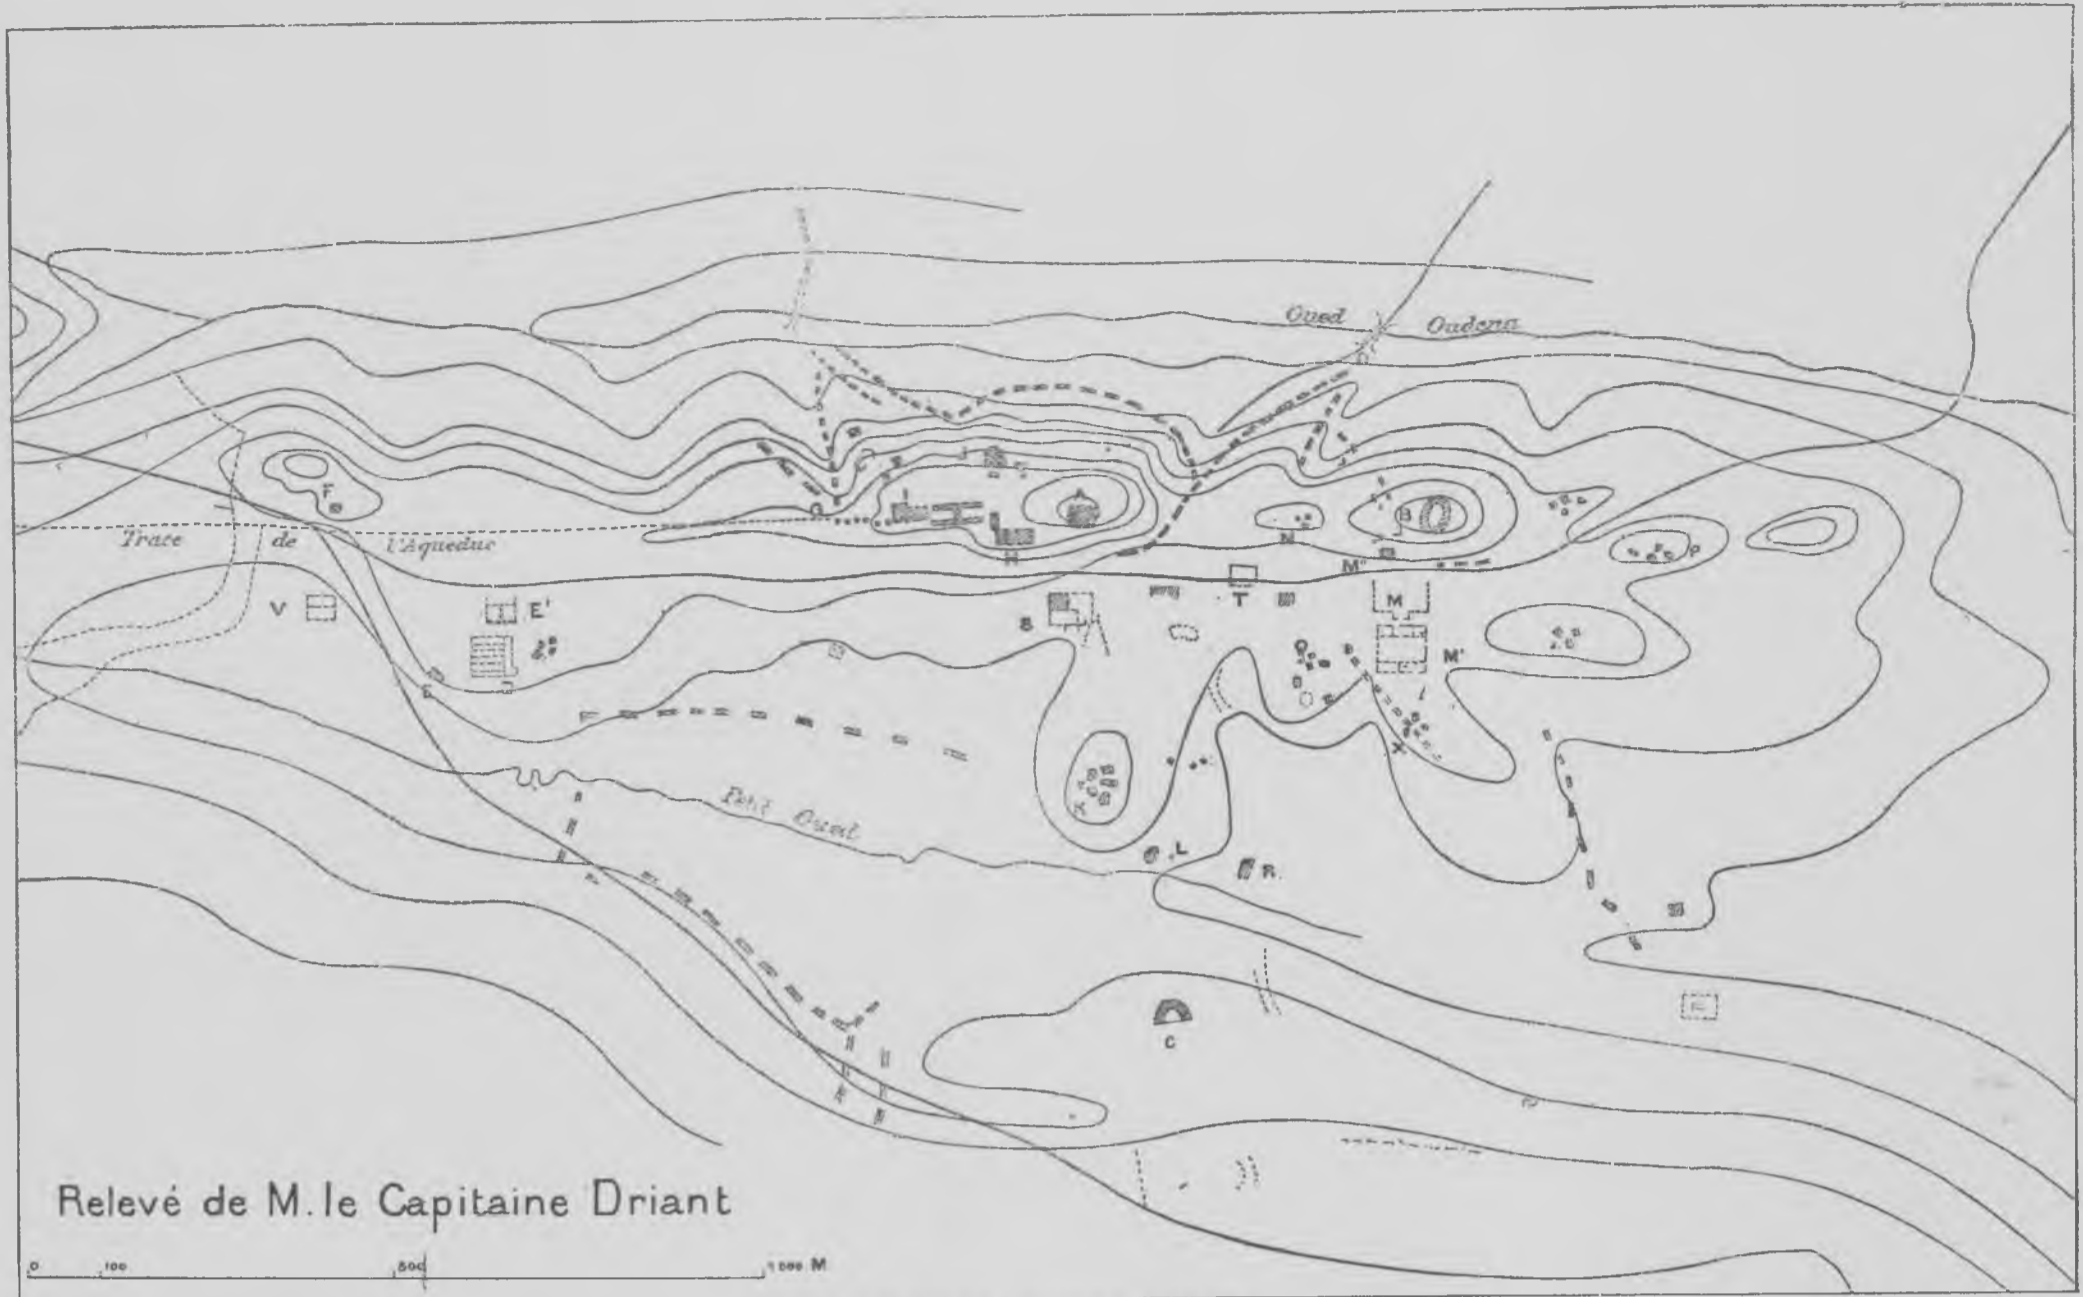 Oued Oudena
Trace de l'Aqueduc
F
G
I
J
A
H
B
N
P
D'
M"
V
E'
E
S
T
M
M'
O
X
K
Petit Oued
L
R.
C
Relevé de M. le Capitaine Driant
0 100 500 1000 M